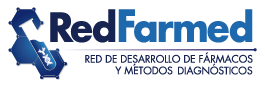 RedFarmed
RED DE DESARROLLO DE FÁRMACOS
Y MÉTODOS DIAGNÓSTICOS